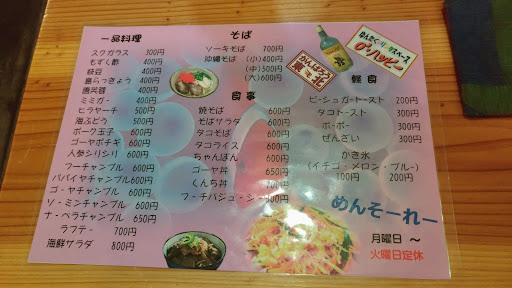 一品料理
スクガラス 300円
もずく酢 400円
枝豆 400円
島らっきょう 400円
唐芙蓉 400円
ミミガー 400円
ヒラヤーチ 500円
海ぶどう 500円
ポーク玉子 500円
ゴーヤポチギ 600円
人参シリシリ 600円
フーチャンプル 600円
パパイヤチャンプル 600円
ゴーヤチャンプル 600円
ソーミンチャンプル 600円
ナーベラチャンプル 650円
ラフテー 700円
海鮮サラダ 800円
そば
ソーキそば 700円
沖縄そば (小) 400円
(中) 500円
(大) 600円
食事
焼そば 600円
そばサラダ 600円
タコそば 600円
タコライス 600円
ちゃんぽん 600円
ゴーヤ丼 650円
くんち丼 700円
フーチバジューシー 300円
がんばろう
東北
軽食
ピーシュガートースト 200円
タコトースト 300円
ポーポー 300円
ぜんざい 300円
かき氷
(イチゴ・メロン・ブルー)
100円 200円
めんそーれー
月曜日 ~
火曜日定休